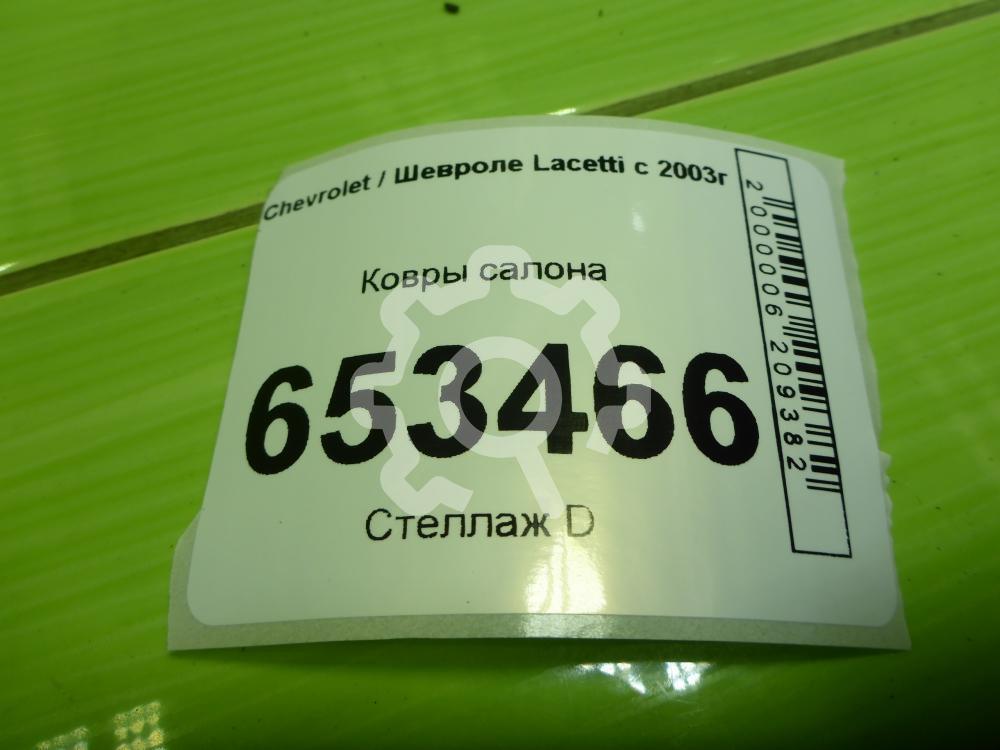 Chevrolet / Шевроле Lacetti с 2003г
Ковры салона
653466
Стеллаж D
2000006209382